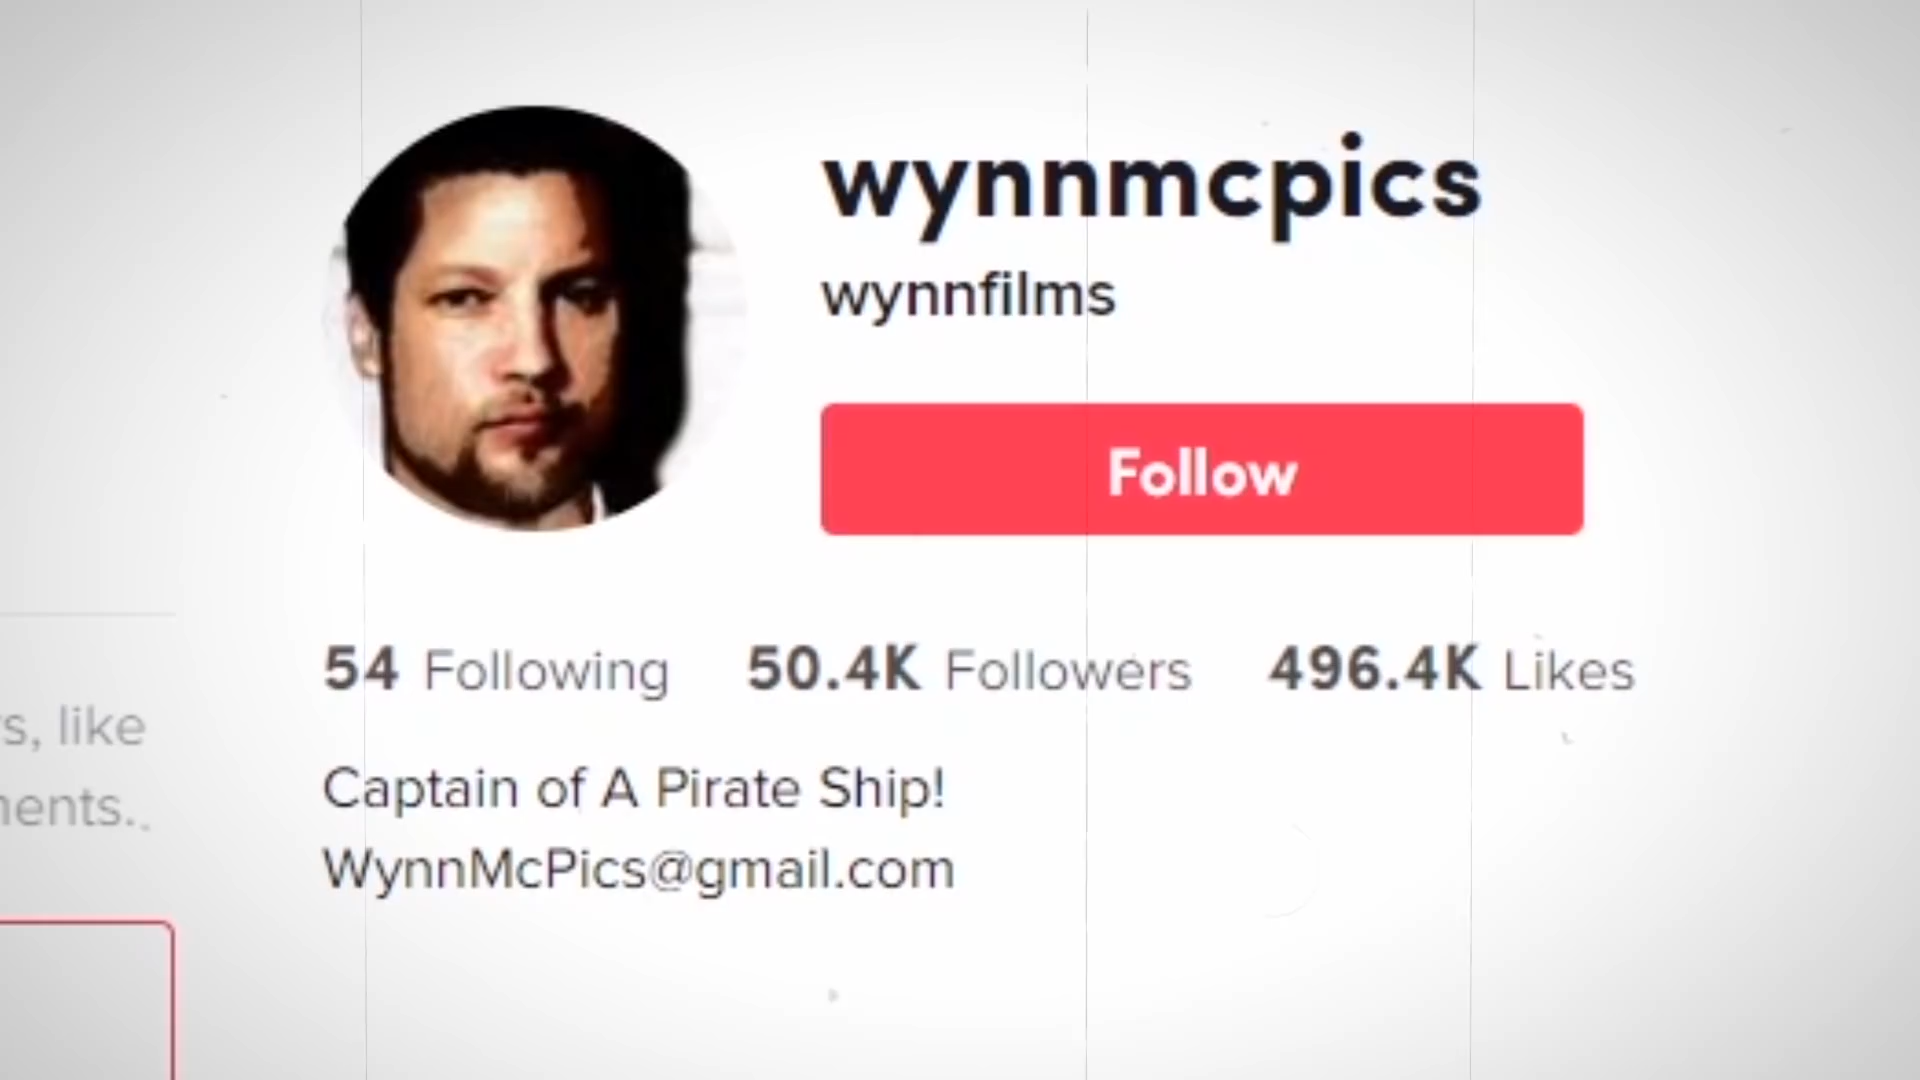 wynnmcpics
wynnfilms
Follow
54 Following 50.4K Followers 496.4K Likes
s, like
Captain of A Pirate Ship!
ments.
WynnMcPics@gmail.com